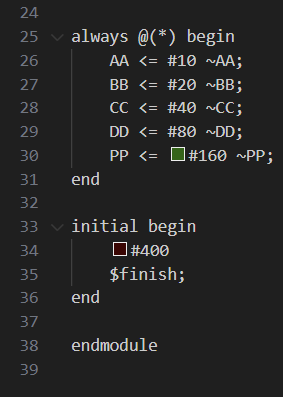 24
25 always @(*) begin
26     AA <= #10 ~AA;
27     BB <= #20 ~BB;
28     CC <= #40 ~CC;
29     DD <= #80 ~DD;
30     PP <= #160 ~PP;
31 end
32
33 initial begin
34     #400
35     $finish;
36 end
37
38 endmodule
39